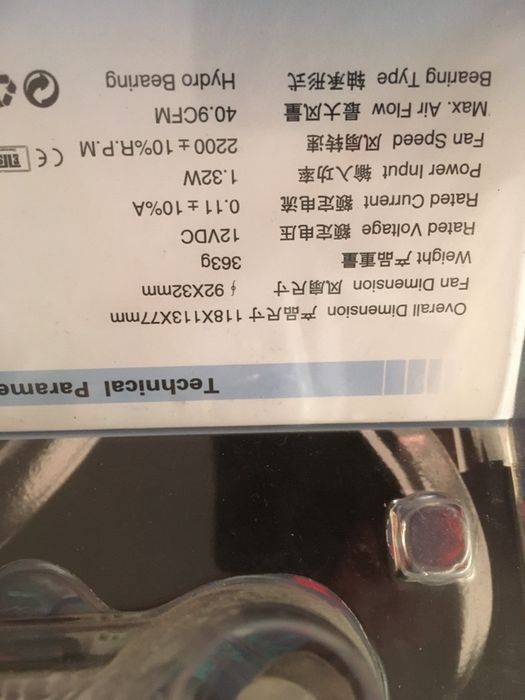 Technical Parame
Overall Dimension 产品尺寸 118X113X77mm
Fan Dimension 风扇尺寸 ∮92X32mm
Weight 产品重量 363g
Rated Voltage 额定电压 12VDC
Rated Current 额定电流 0.11±10%A
Power Input 输入功率 1.32W
Fan Speed 风扇转速 2200±10%R.P.M
Max. Air Flow 最大风量 40.9CFM
Bearing Type 轴承形式 Hydro Bearing
CE